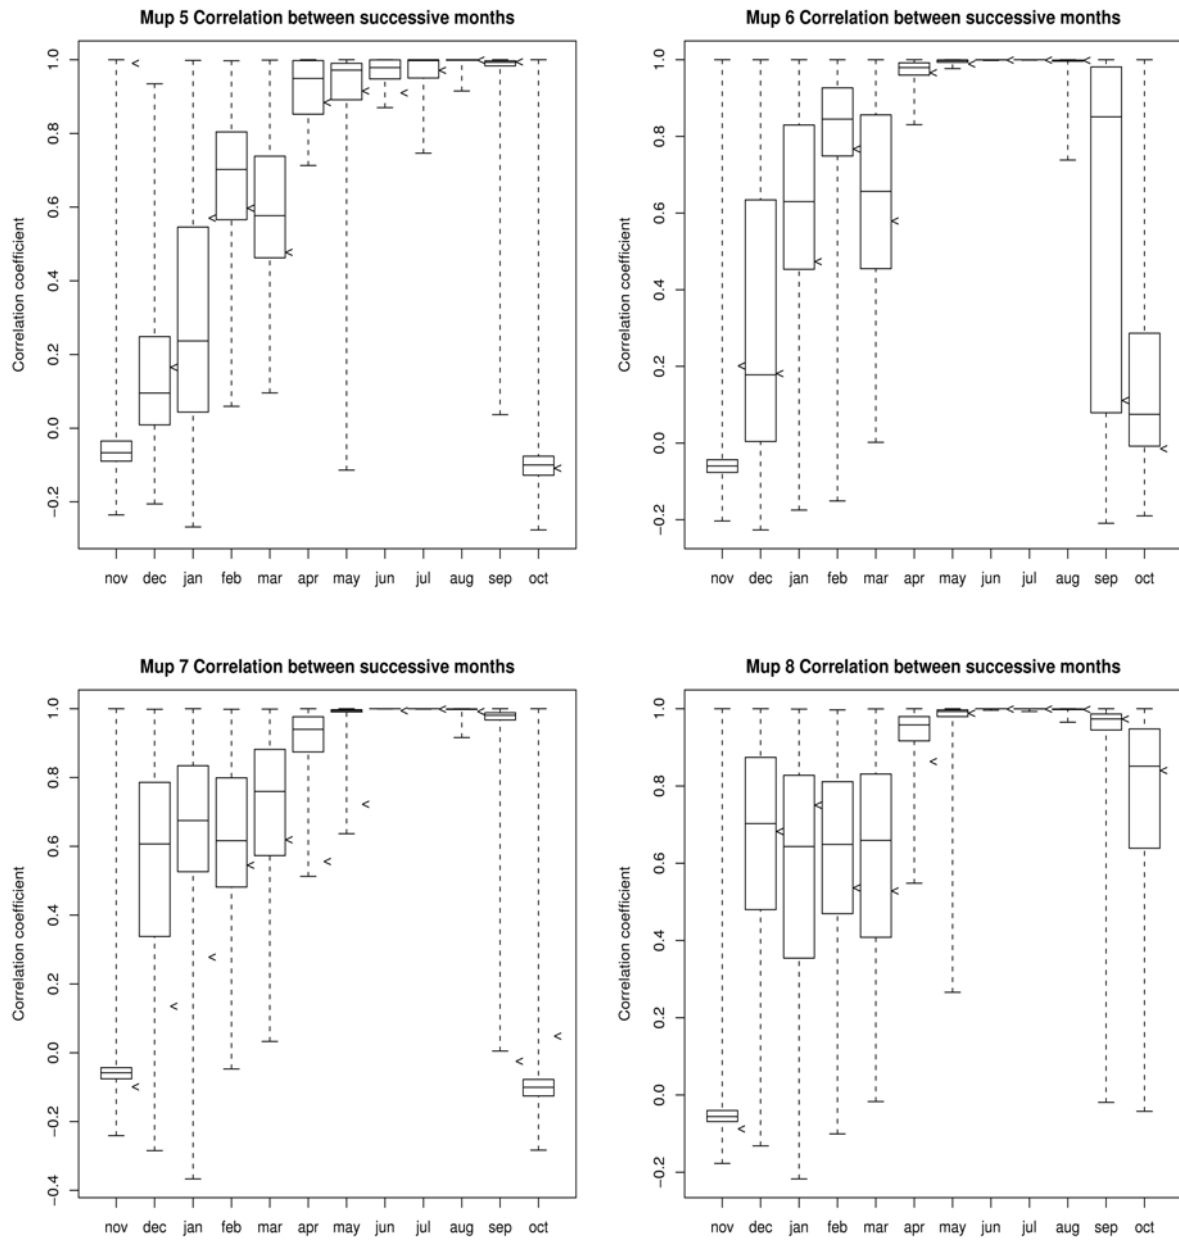 Mup 5 Correlation between successive months
Correlation coefficient
1.0
0.8
0.6
0.4
0.2
0.0
−0.2
nov dec jan feb mar apr may jun jul aug sep oct
Mup 6 Correlation between successive months
Correlation coefficient
1.0
0.8
0.6
0.4
0.2
0.0
−0.2
nov dec jan feb mar apr may jun jul aug sep oct
Mup 7 Correlation between successive months
Correlation coefficient
1.0
0.8
0.6
0.4
0.2
0.0
−0.2
−0.4
nov dec jan feb mar apr may jun jul aug sep oct
Mup 8 Correlation between successive months
Correlation coefficient
1.0
0.8
0.6
0.4
0.2
0.0
−0.2
nov dec jan feb mar apr may jun jul aug sep oct